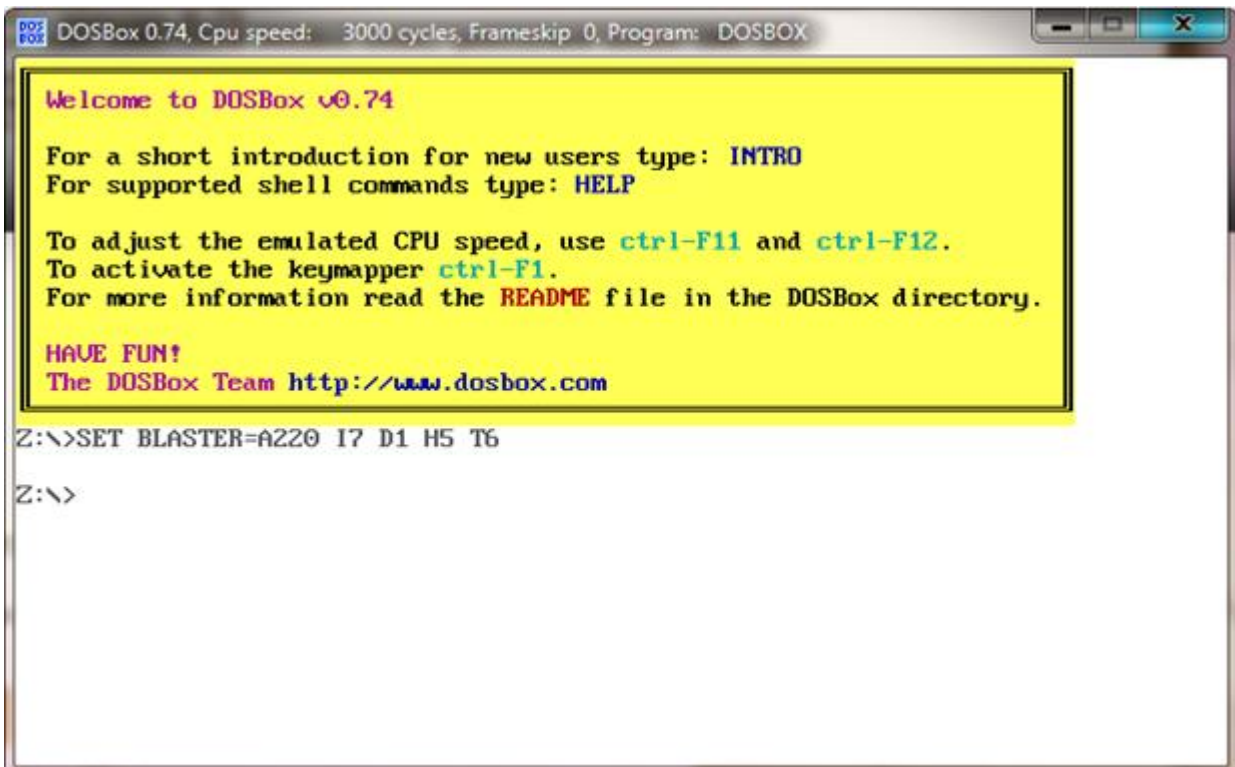 DOS
BOX
DOSBox 0.74, Cpu speed: 3000 cycles, Frameskip 0, Program: DOSBOX
Welcome to DOSBox v0.74
For a short introduction for new users type: INTRO
For supported shell commands type: HELP
To adjust the emulated CPU speed, use ctrl-F11 and ctrl-F12.
To activate the keymapper ctrl-F1.
For more information read the README file in the DOSBox directory.
HAVE FUN!
The DOSBox Team http://www.dosbox.com
Z:\>SET BLASTER=A220 I7 D1 H5 T6
Z:\>